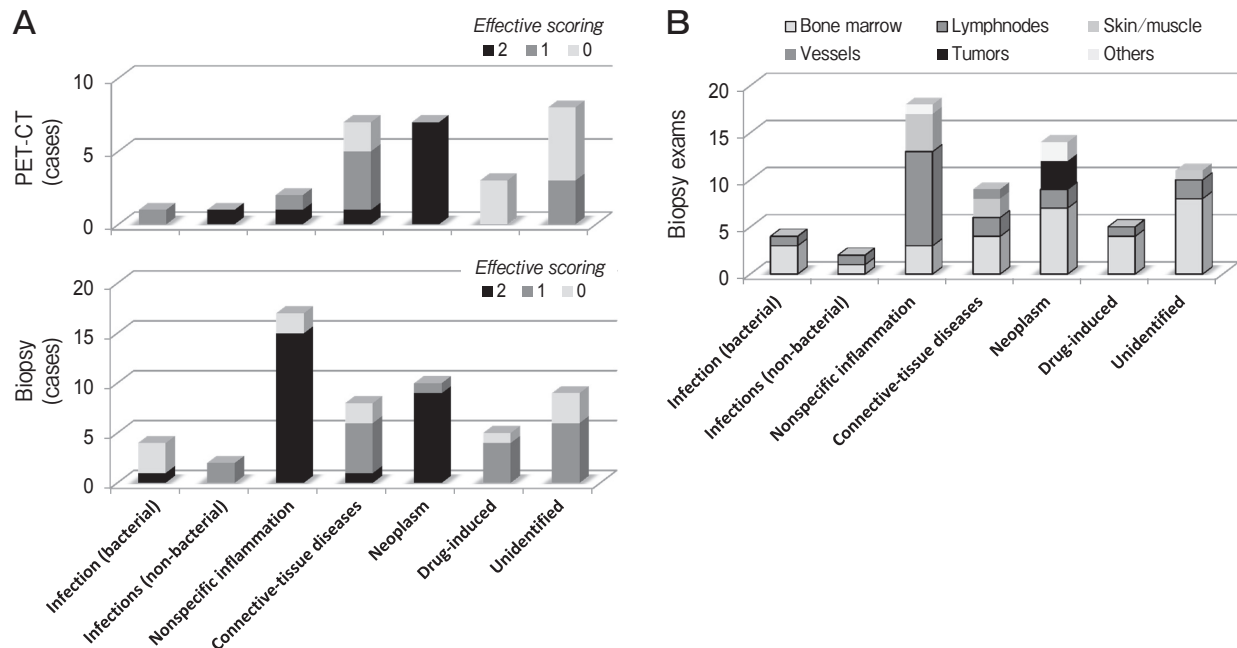 A
Effective scoring
2 1 0
PET-CT
(cases)
10
5
0
Effective scoring
2 1 0
Biopsy
(cases)
20
15
10
5
0
Infection (bacterial)
Infections (non-bacterial)
Nonspecific inflammation
Connective-tissue diseases
Neoplasm
Drug-induced
Unidentified
B
Bone marrow Lymphnodes Skin/muscle
Vessels Tumors Others
Biopsy exams
20
15
10
5
0
Infection (bacterial)
Infections (non-bacterial)
Nonspecific inflammation
Connective-tissue diseases
Neoplasm
Drug-induced
Unidentified